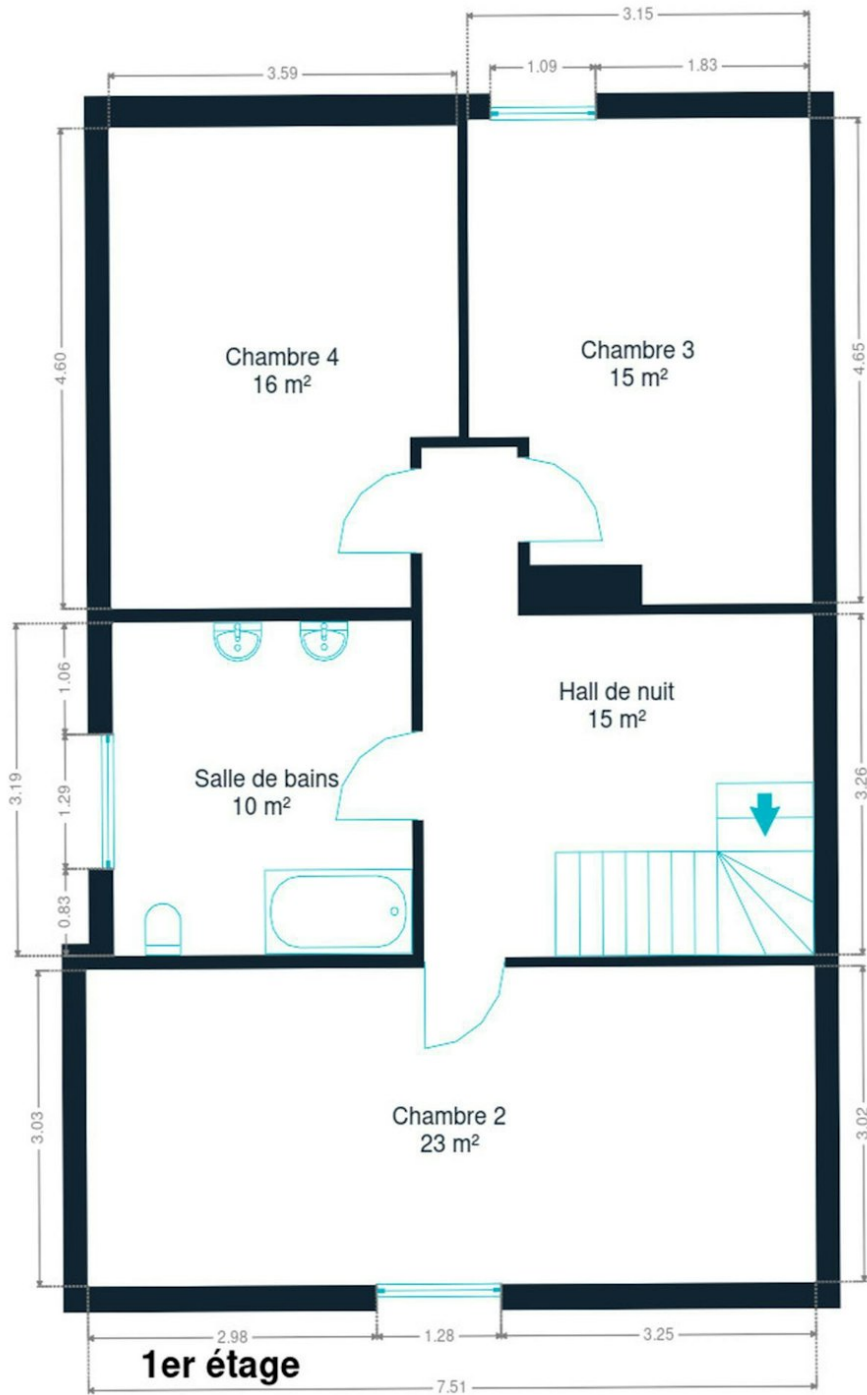 3.15
3.59
1.09
1.83
4.60
4.65
Chambre 4
16 m²
Chambre 3
15 m²
3.19
1.06
1.29
0.83
Salle de bains
10 m²
Hall de nuit
15 m²
3.26
3.03
Chambre 2
23 m²
3.02
2.98
1.28
3.25
1er étage
7.51